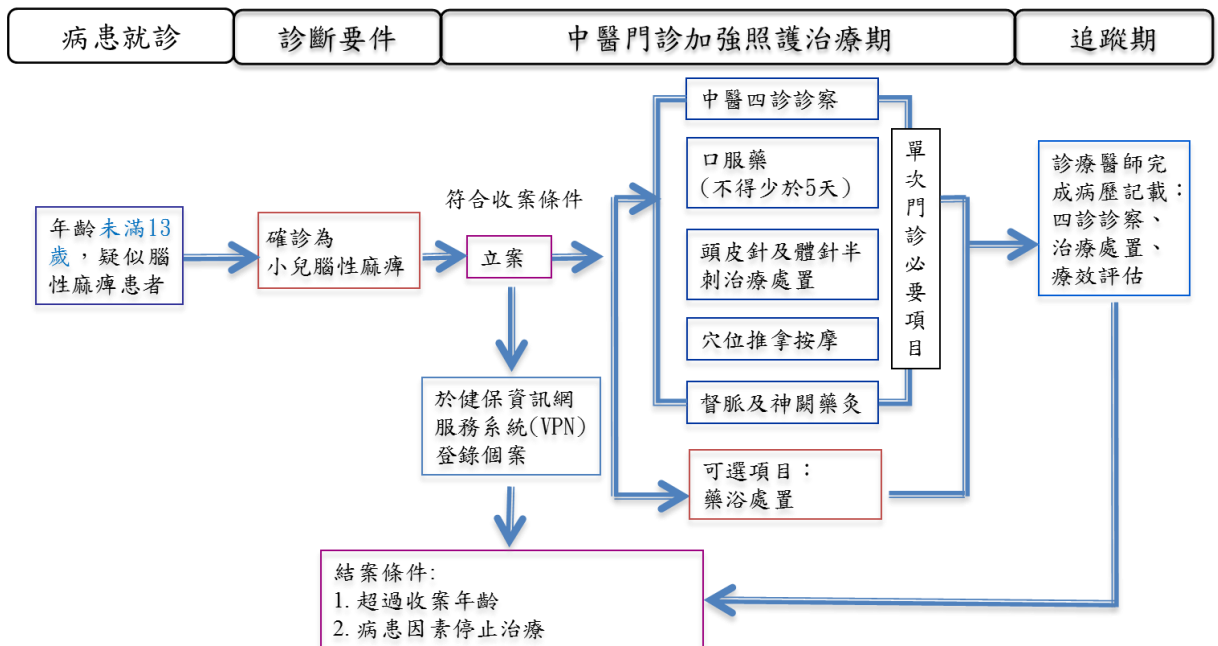 病患就診
診斷要件
中醫門診加強照護治療期
追蹤期
年齡未滿13
歲，疑似腦
性麻痺患者
確診為
小兒腦性麻痺
符合收案條件
立案
於健保資訊網
服務系統(VPN)
登錄個案
中醫四診診察
口服藥
(不得少於5天)
頭皮針及體針半
刺治療處置
穴位推拿按摩
督脈及神闕藥灸
單次門診必要項目
可選項目：
藥浴處置
診療醫師完
成病歷記載：
四診診察、
治療處置、
療效評估
結案條件:
1. 超過收案年齡
2. 病患因素停止治療